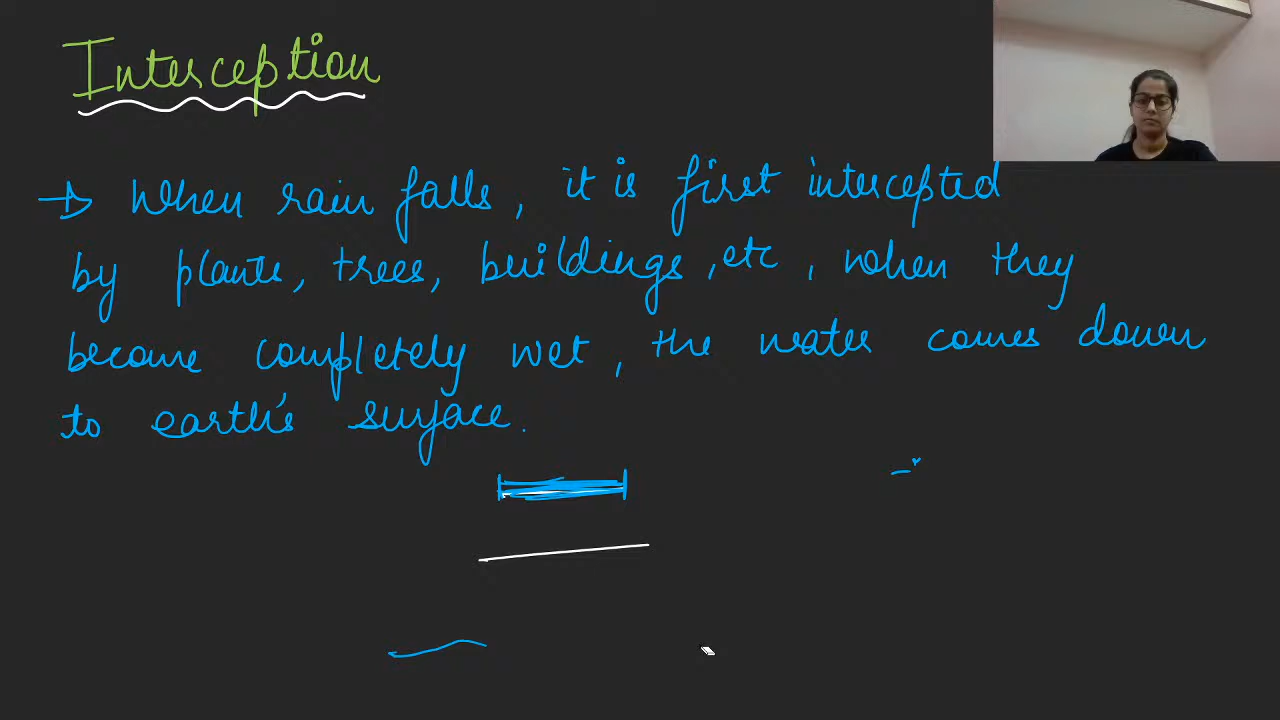 Interception
→ When rain falls, it is first intercepted
by plants, trees, buildings, etc, when they
become completely wet, the water comes down
to earth's surface.